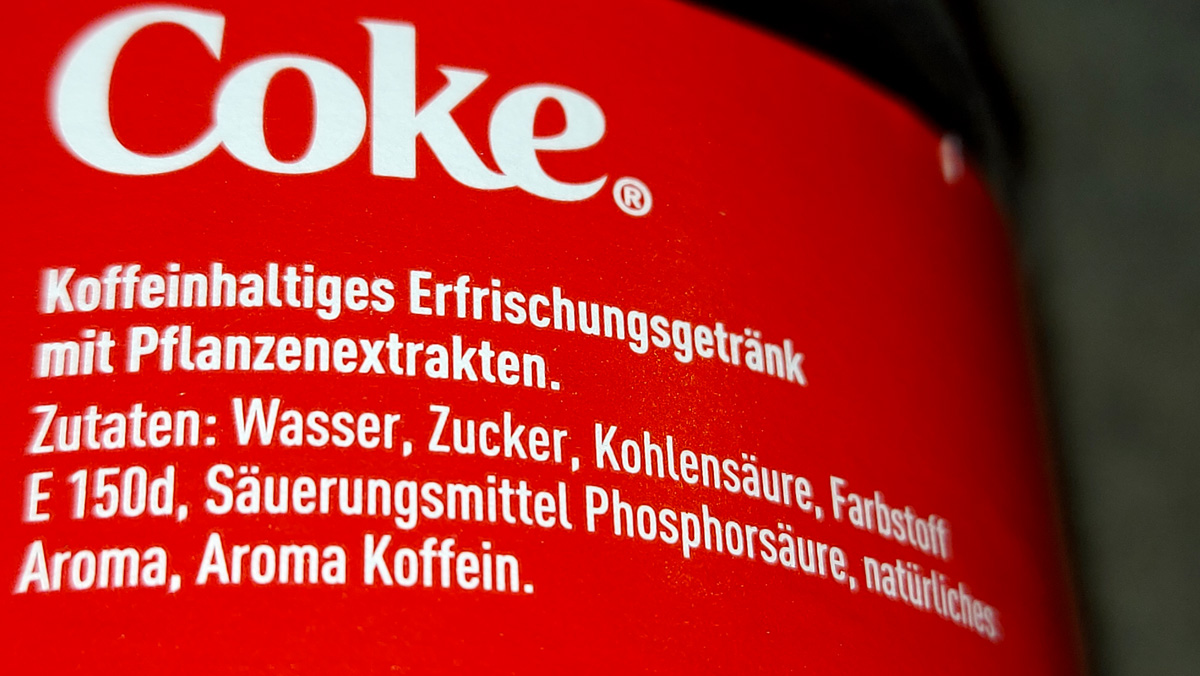 Coke®
Koffeinhaltiges Erfrischungsgetränk
mit Pflanzenextrakten.
Zutaten: Wasser, Zucker, Kohlensäure, Farbstoff
E 150d, Säuerungsmittel Phosphorsäure, natürliches
Aroma, Aroma Koffein.